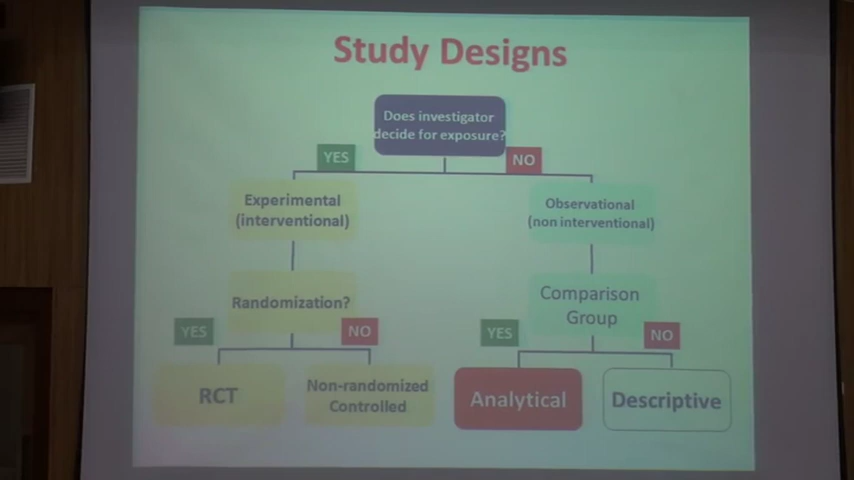 Study Designs
Does investigator
decide for exposure?
YES
NO
Experimental
(interventional)
Observational
(non interventional)
Randomization?
Comparison
Group
YES
NO
YES
NO
RCT
Non-randomized
Controlled
Analytical
Descriptive